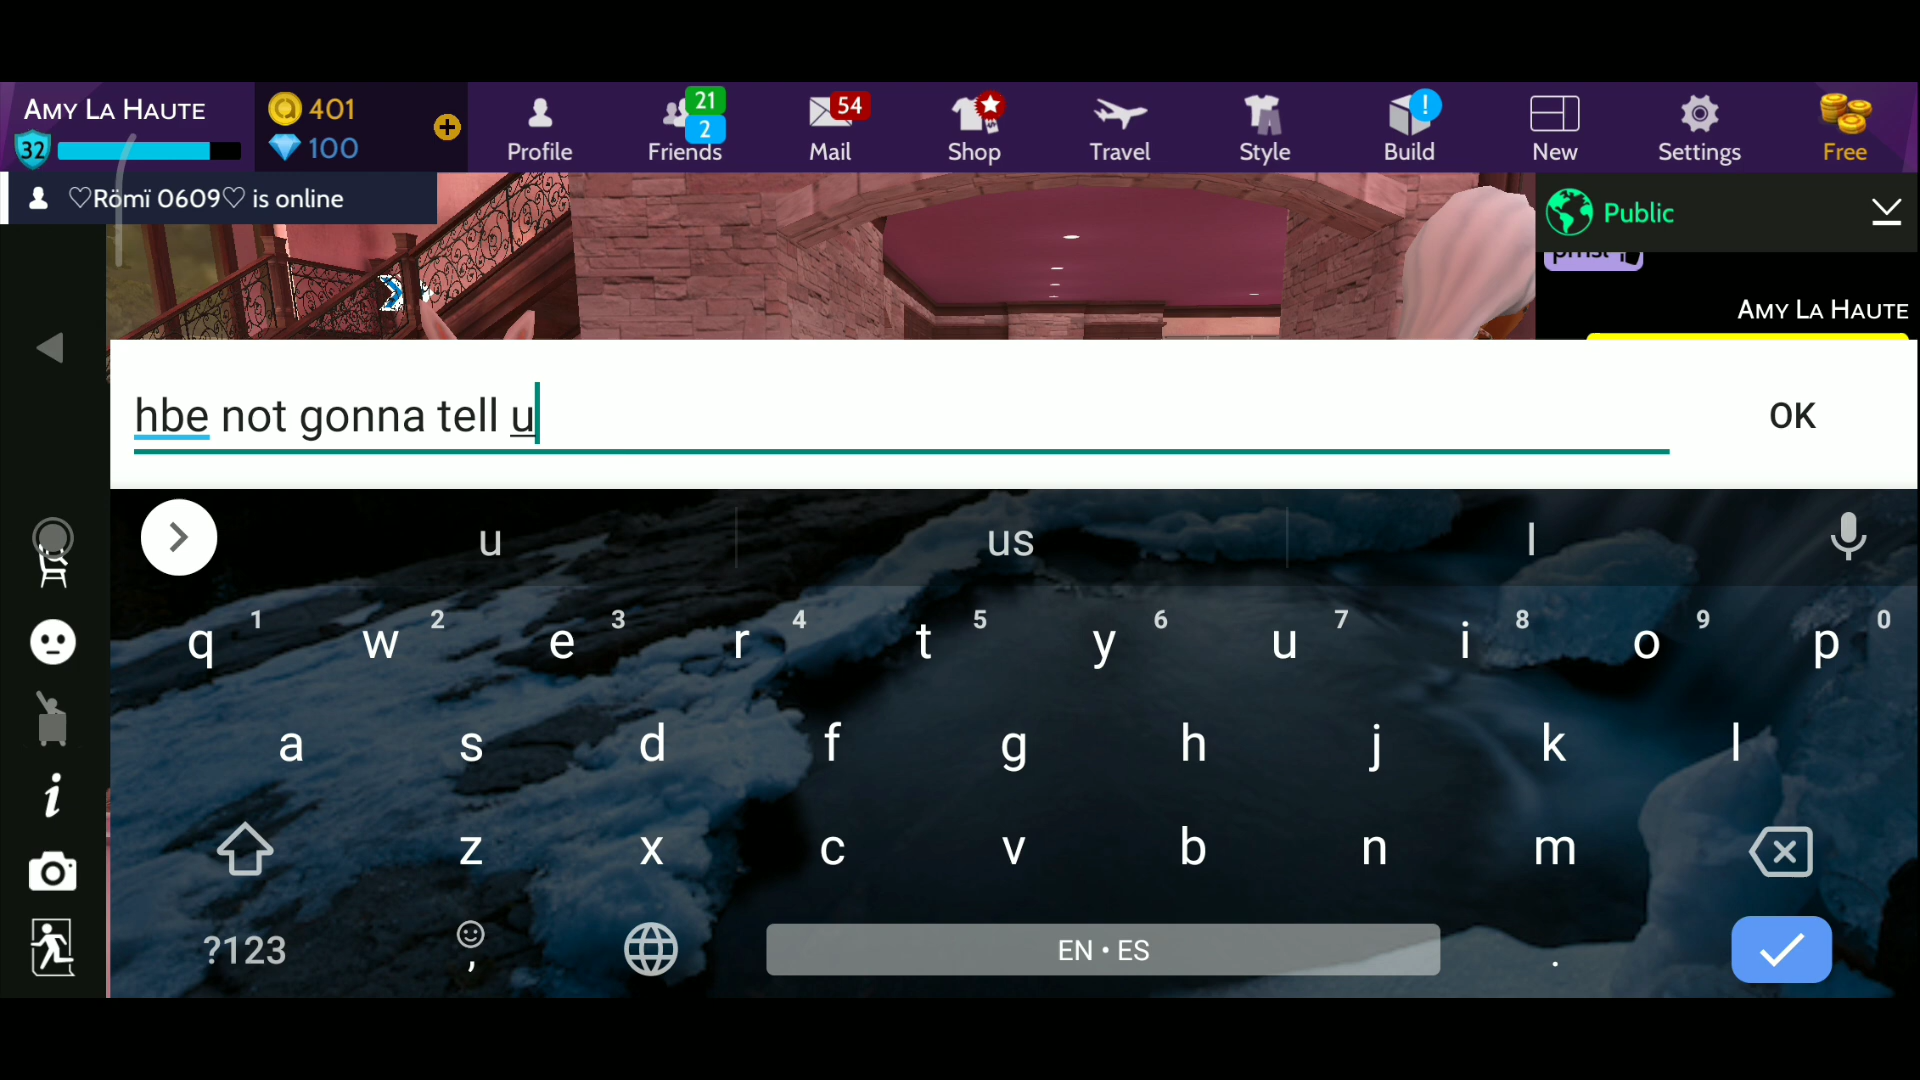 AMY LA HAUTE
32
401
100
Profile
21
2
Friends
54
Mail
Shop
Travel
Style
!
Build
New
Settings
Free
♡Römï 0609♡ is online
Public
AMY LA HAUTE
hbe not gonna tell u
OK
u us I
q 1 w 2 e 3 r 4 t 5 y 6 u 7 i 8 o 9 p 0
a s d f g h j k l
z x c v b n m
?123 , EN • ES .